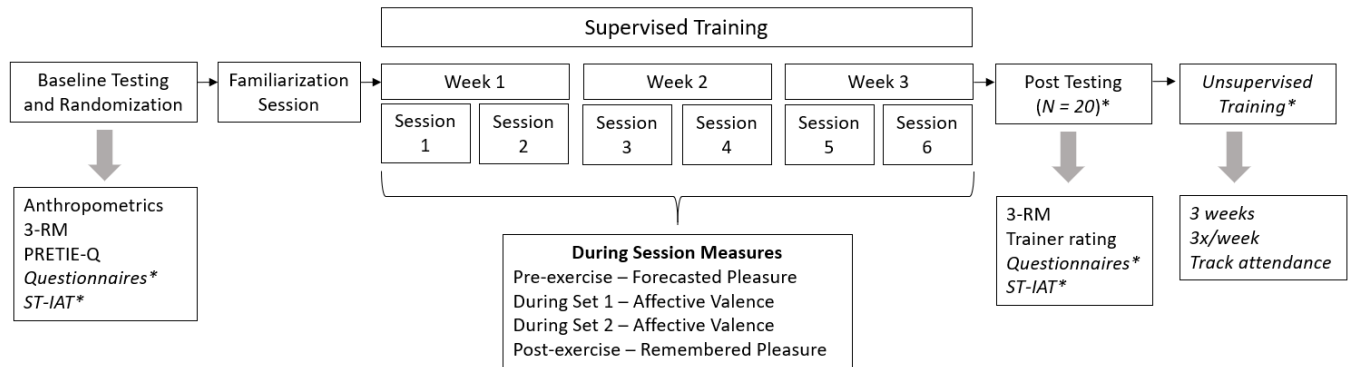 Supervised Training
Baseline Testing
and Randomization
Familiarization
Session
Week 1
Week 2
Week 3
Post Testing
(N = 20)*
Unsupervised
Training*
Session
1
Session
2
Session
3
Session
4
Session
5
Session
6
Anthropometrics
3-RM
PRETIE-Q
Questionnaires*
ST-IAT*
During Session Measures
Pre-exercise – Forecasted Pleasure
During Set 1 – Affective Valence
During Set 2 – Affective Valence
Post-exercise – Remembered Pleasure
3-RM
Trainer rating
Questionnaires*
ST-IAT*
3 weeks
3x/week
Track attendance